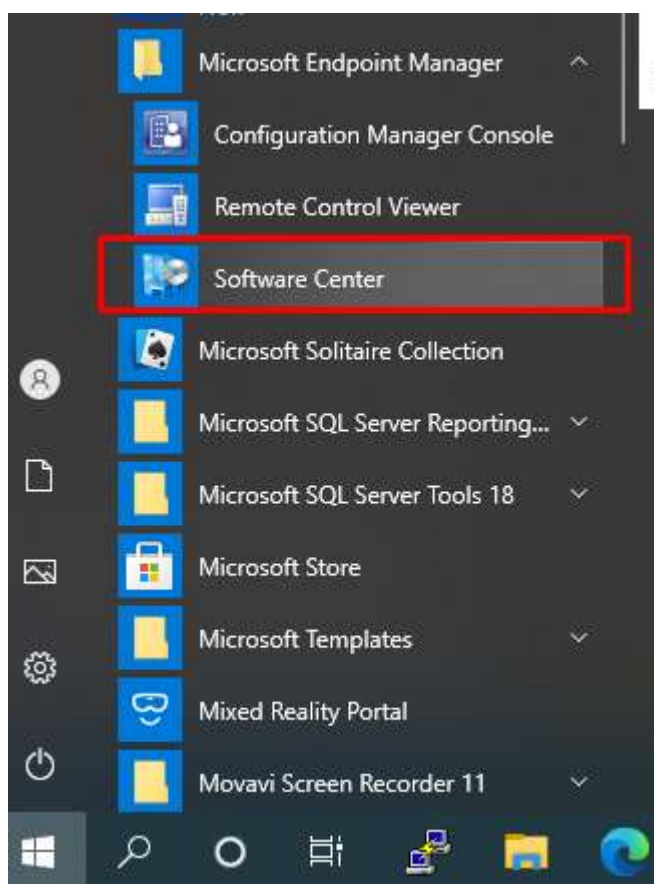 Microsoft Endpoint Manager
Configuration Manager Console
Remote Control Viewer
Software Center
Microsoft Solitaire Collection
Microsoft SQL Server Reporting...
Microsoft SQL Server Tools 18
Microsoft Store
Microsoft Templates
Mixed Reality Portal
Movavi Screen Recorder 11